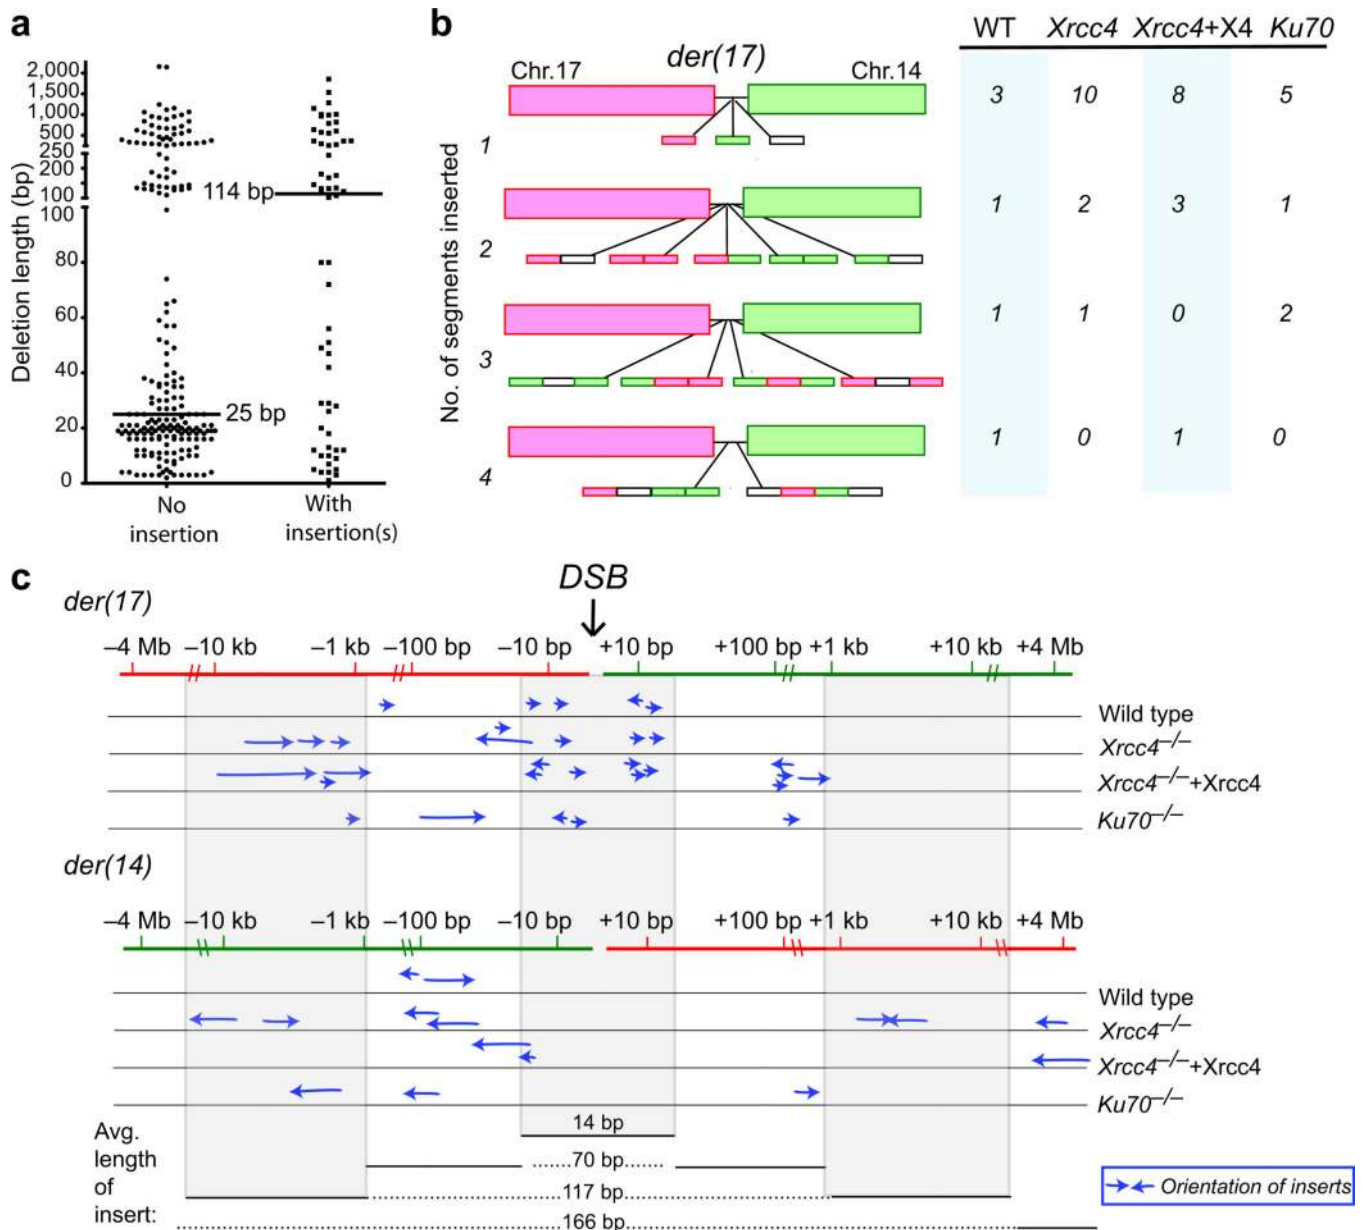 a
Deletion length (bp)
2,000
1,500
1,000
500
250
200
100
100
80
60
40
20
0
114 bp
25 bp
No insertion
With insertion(s)
b
der(17)
Chr.17
Chr.14
No. of segments inserted
1
2
3
4
WT Xrcc4 Xrcc4+X4 Ku70
3 10 8 5
1 2 3 1
1 1 0 2
1 0 1 0
c
DSB
der(17)
–4 Mb –10 kb –1 kb –100 bp –10 bp +10 bp +100 bp +1 kb +10 kb +4 Mb
Wild type
Xrcc4–/–
Xrcc4–/–+Xrcc4
Ku70–/–
der(14)
–4 Mb –10 kb –1 kb –100 bp –10 bp +10 bp +100 bp +1 kb +10 kb +4 Mb
Wild type
Xrcc4–/–
Xrcc4–/–+Xrcc4
Ku70–/–
Avg.
length
of
insert:
14 bp
70 bp
117 bp
166 bp
Orientation of inserts